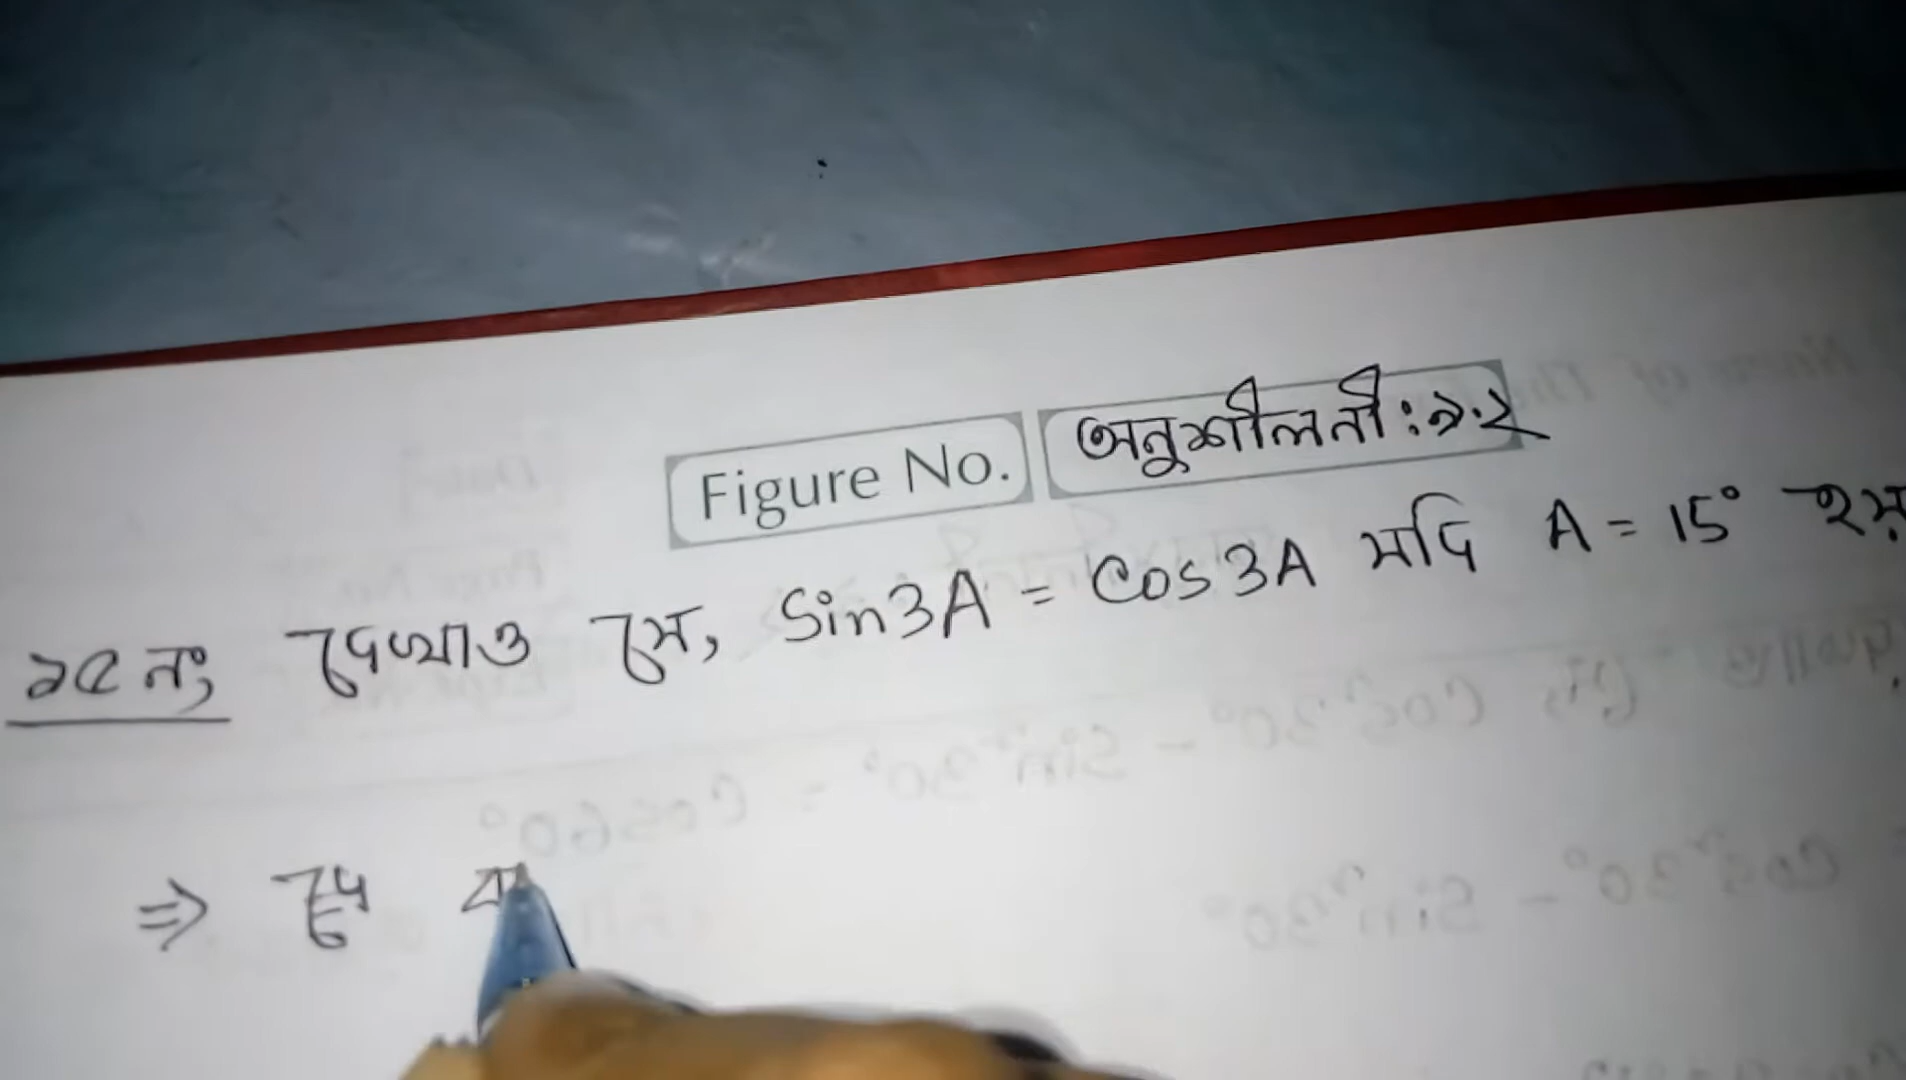 Figure No. অনুশীলনী : ৯.২
১৫ নং দেখাও যে, Sin3A = Cos3A যদি A = 15° হয়
⇒ দে